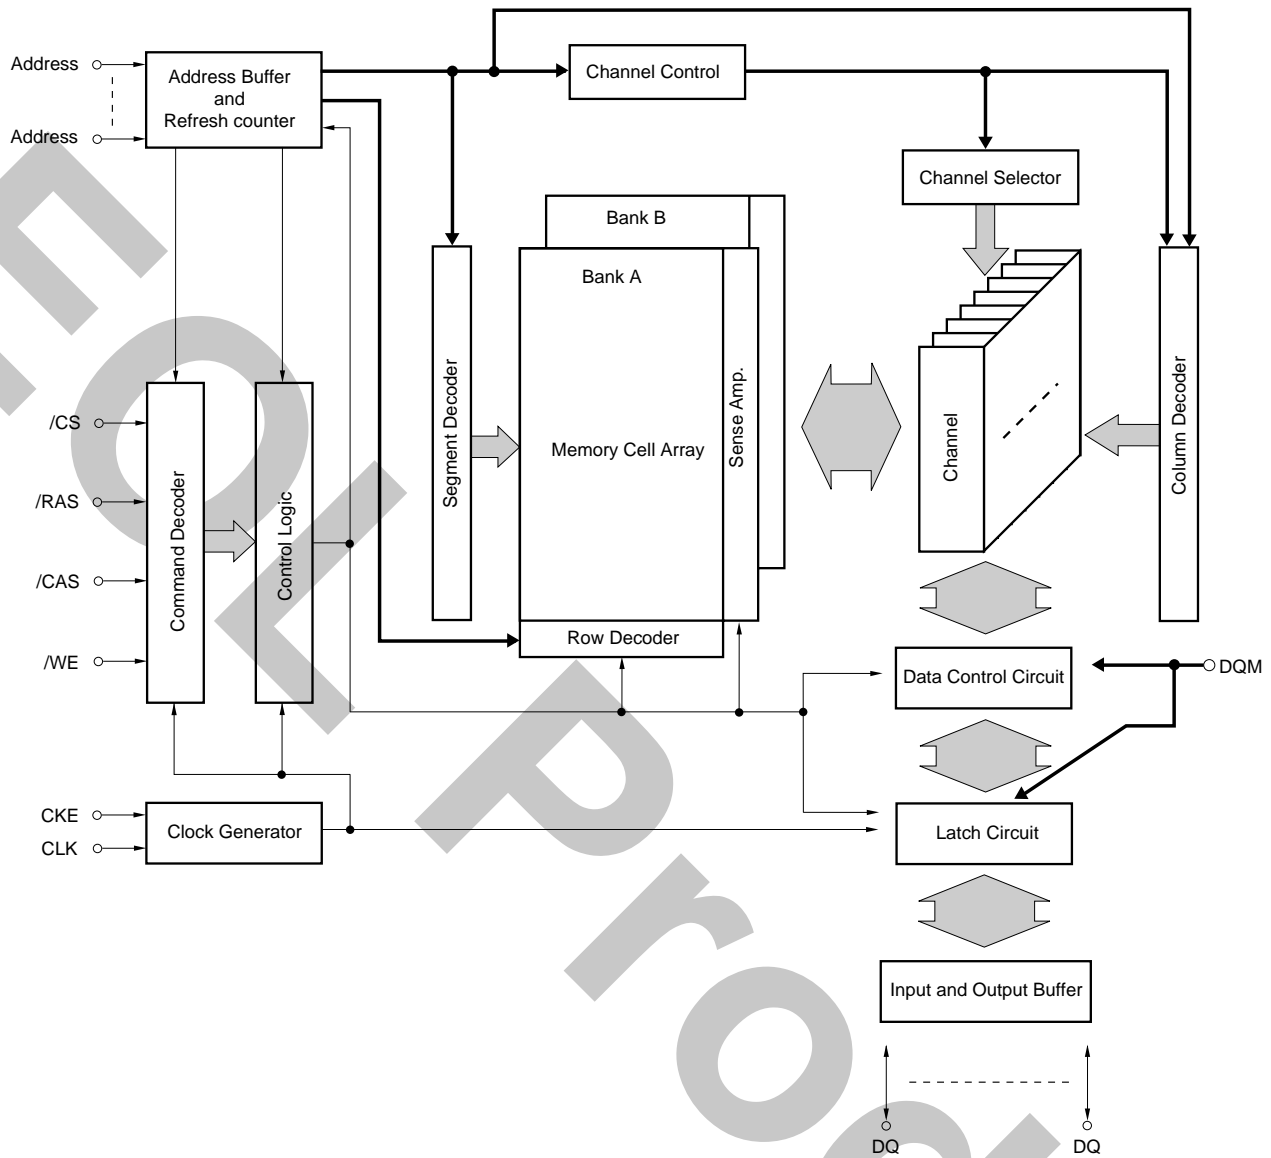 Address
Address
Address Buffer
and
Refresh counter
Channel Control
Channel Selector
Bank B
Bank A
Memory Cell Array
Sense Amp.
Segment Decoder
Row Decoder
Channel
Column Decoder
/CS
/RAS
/CAS
/WE
Command Decoder
Control Logic
Data Control Circuit
DQM
CKE
CLK
Clock Generator
Latch Circuit
Input and Output Buffer
DQ
DQ
EOL Prod